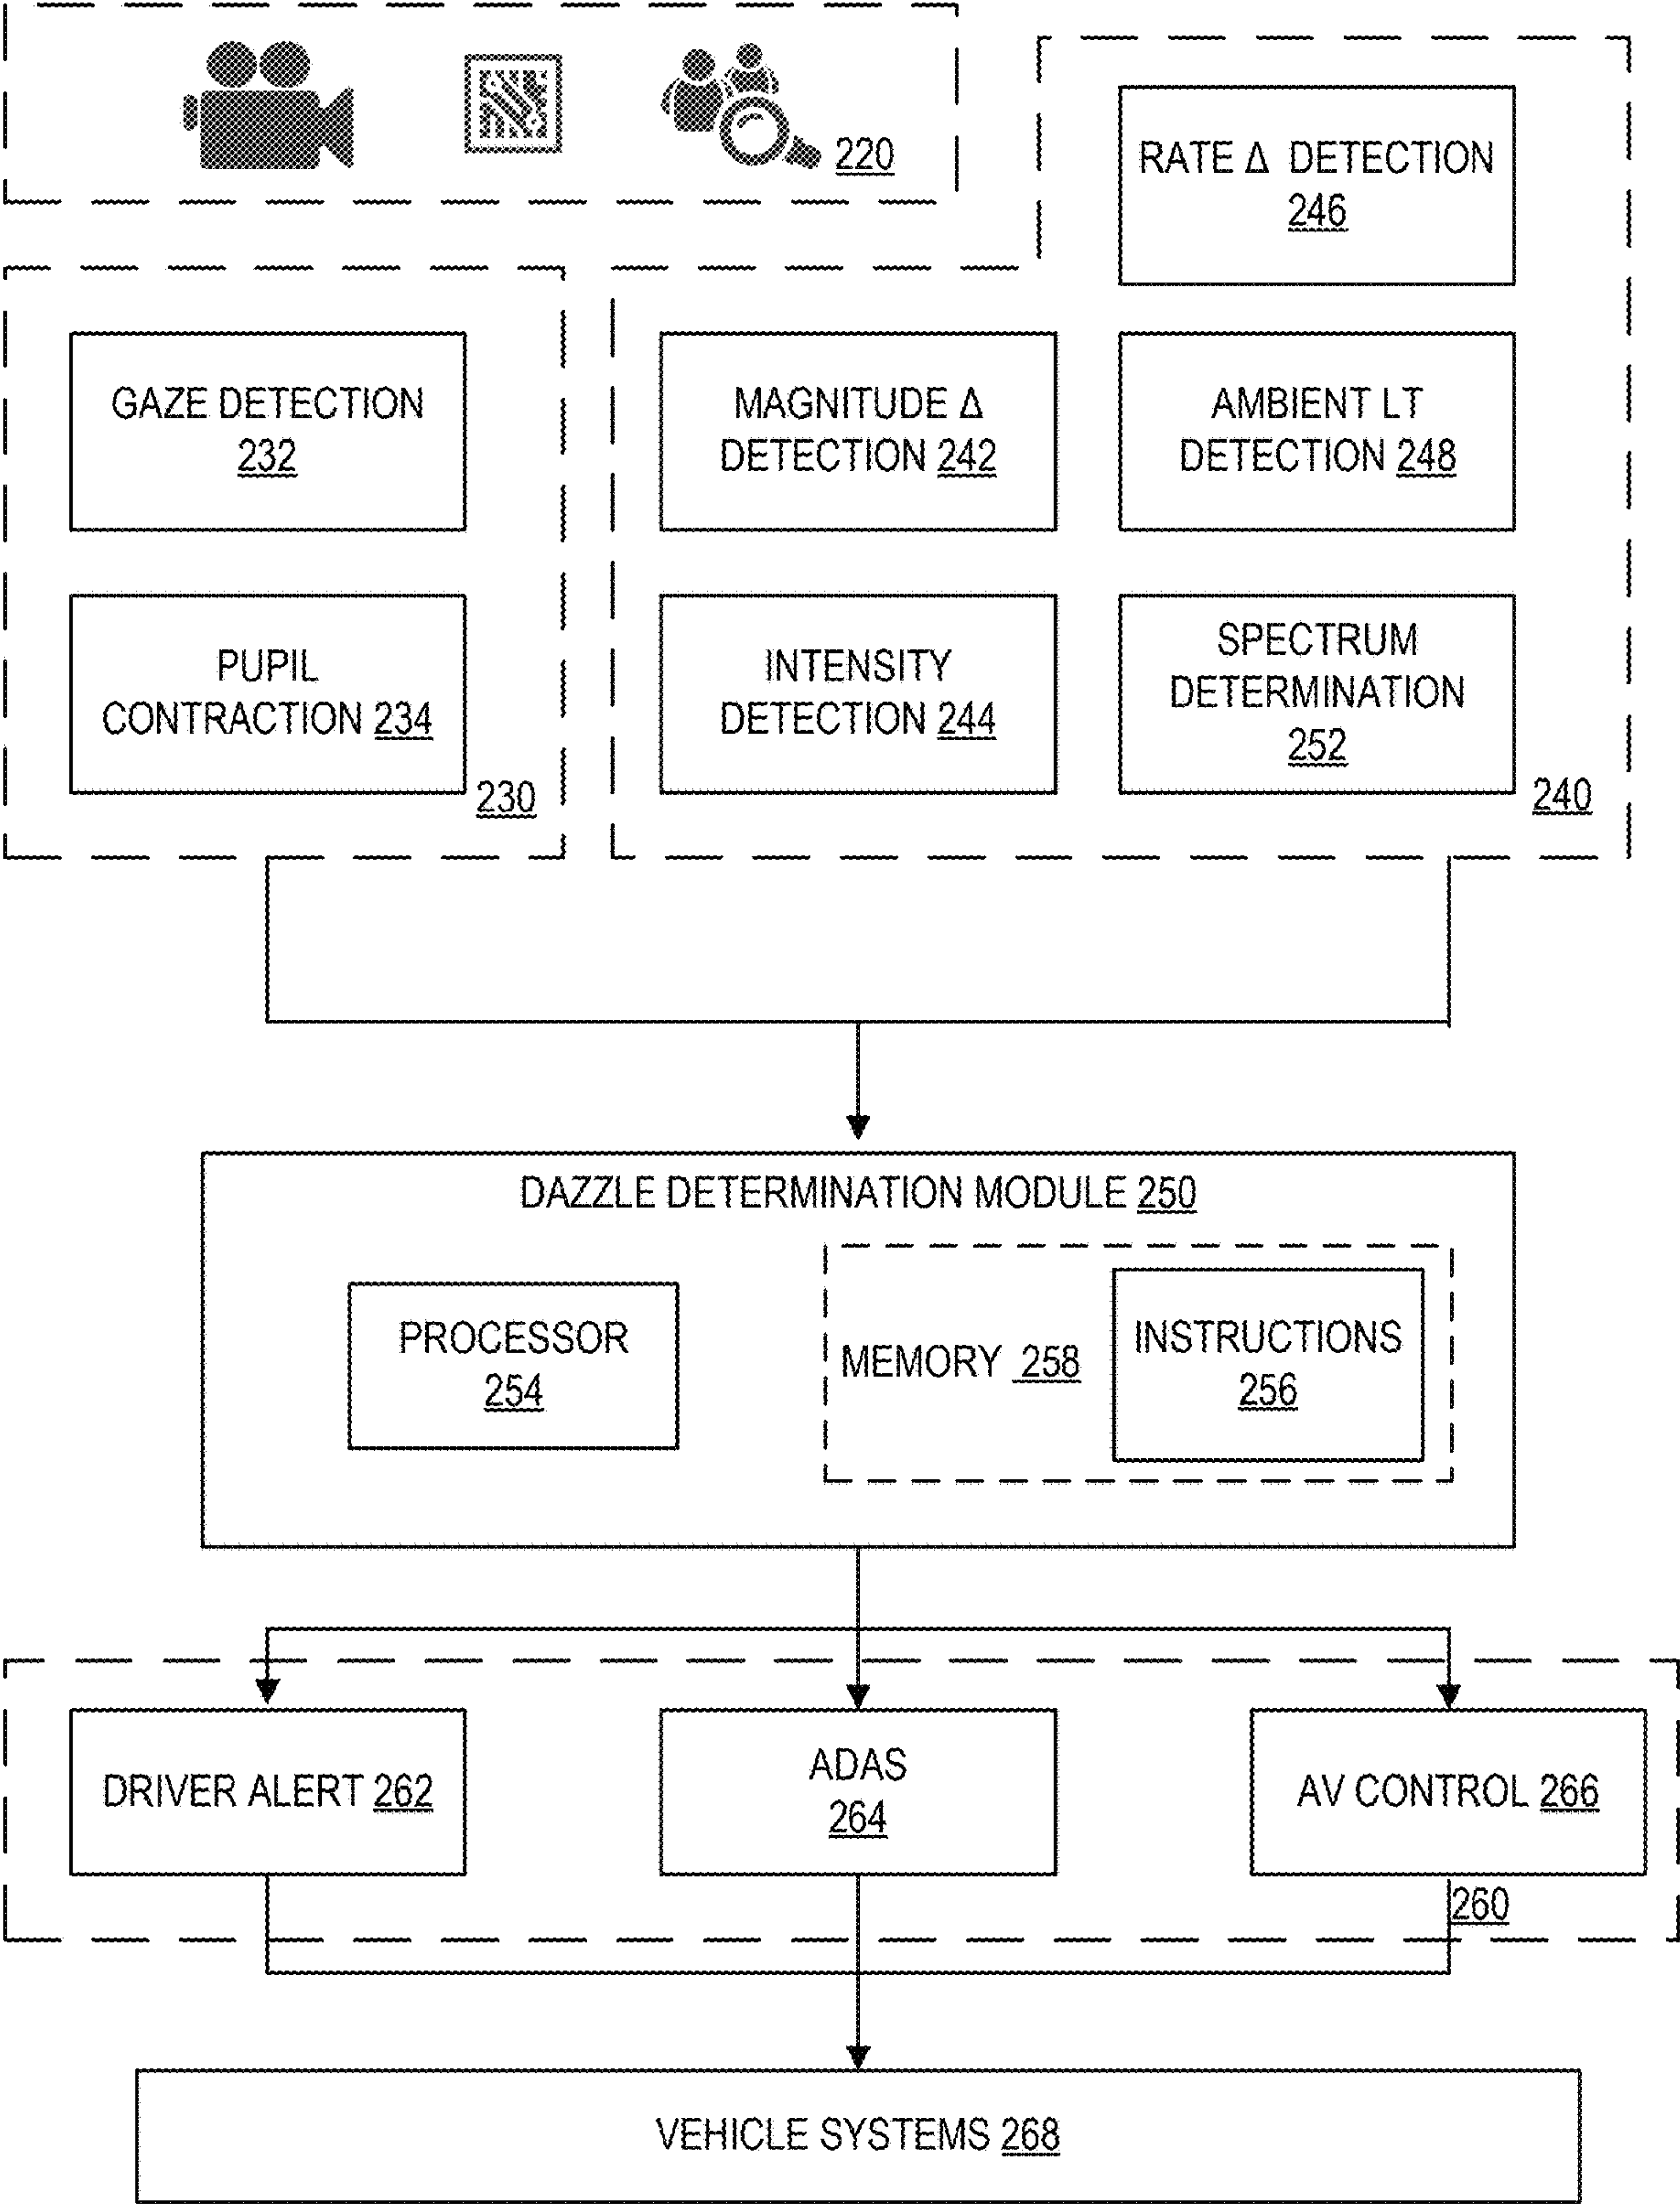 220
RATE Δ DETECTION
246
GAZE DETECTION
232
MAGNITUDE Δ
DETECTION 242
AMBIENT LT
DETECTION 248
PUPIL
CONTRACTION 234
INTENSITY
DETECTION 244
SPECTRUM
DETERMINATION
252
230
240
DAZZLE DETERMINATION MODULE 250
PROCESSOR
254
MEMORY 258
INSTRUCTIONS
256
DRIVER ALERT 262
ADAS
264
AV CONTROL 266
260
VEHICLE SYSTEMS 268